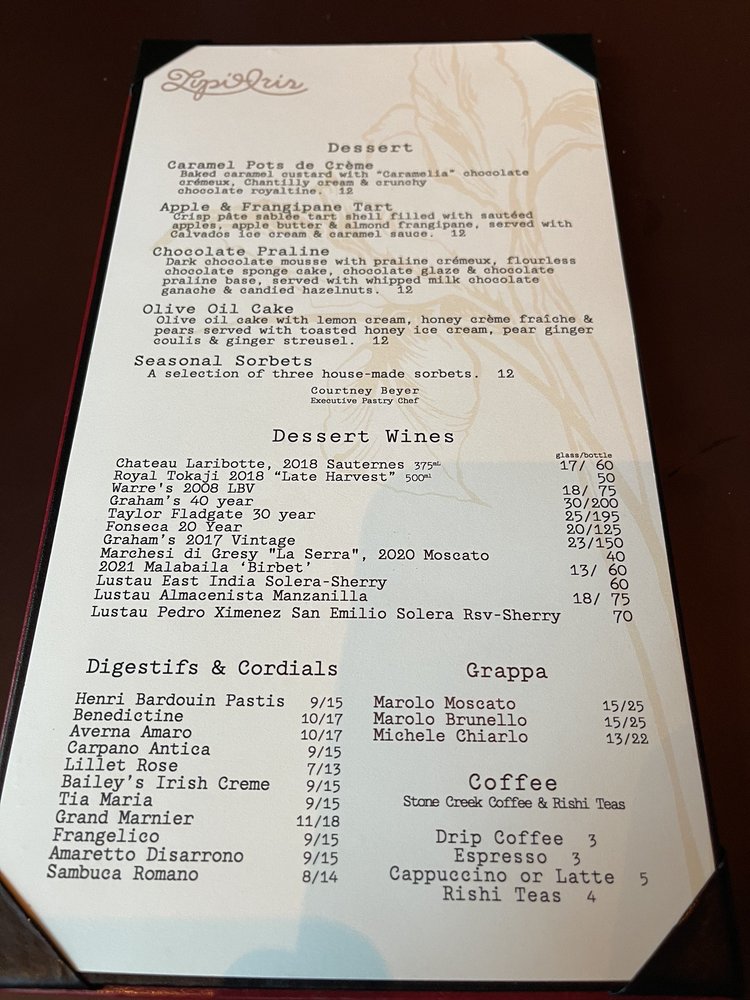 Lupi & Iris
Dessert
Caramel Pots de Crème
Baked caramel custard with "Caramelia" chocolate
crémeux, Chantilly cream & crunchy
chocolate royaltine. 12
Apple & Frangipane Tart
Crisp pâte sablée tart shell filled with sautéed
apples, apple butter & almond frangipane, served with
Calvados ice cream & caramel sauce. 12
Chocolate Praline
Dark chocolate mousse with praline crémeux, flourless
chocolate sponge cake, chocolate glaze & chocolate
praline base, served with whipped milk chocolate
ganache & candied hazelnuts. 12
Olive Oil Cake
Olive oil cake with lemon cream, honey crème fraîche &
pears served with toasted honey ice cream, pear ginger
coulis & ginger streusel. 12
Seasonal Sorbets
A selection of three house-made sorbets. 12
Courtney Beyer
Executive Pastry Chef
Dessert Wines
glass/bottle
Chateau Laribotte, 2018 Sauternes 375mL 17/ 60
Royal Tokaji 2018 "Late Harvest" 500ml 50
Warre's 2008 LBV 18/ 75
Graham's 40 year 30/200
Taylor Fladgate 30 year 25/195
Fonseca 20 Year 20/125
Graham's 2017 Vintage 23/150
Marchesi di Gresy "La Serra", 2020 Moscato 40
2021 Malabaila 'Birbet' 13/ 60
Lustau East India Solera-Sherry 60
Lustau Almacenista Manzanilla 18/ 75
Lustau Pedro Ximenez San Emilio Solera Rsv-Sherry 70
Digestifs & Cordials
Henri Bardouin Pastis 9/15
Benedictine 10/17
Averna Amaro 10/17
Carpano Antica 9/15
Lillet Rose 7/13
Bailey's Irish Creme 9/15
Tia Maria 9/15
Grand Marnier 11/18
Frangelico 9/15
Amaretto Disarrono 9/15
Sambuca Romano 8/14
Grappa
Marolo Moscato 15/25
Marolo Brunello 15/25
Michele Chiarlo 13/22
Coffee
Stone Creek Coffee & Rishi Teas
Drip Coffee 3
Espresso 3
Cappuccino or Latte 5
Rishi Teas 4